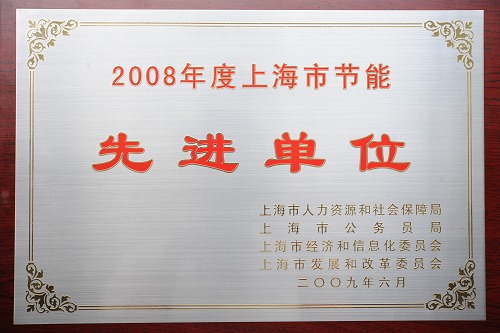 2008年度上海市节能
先进单位
上海市人力资源和社会保障局
上海市公务员局
上海市经济和信息化委员会
上海市发展和改革委员会
二〇〇九年六月